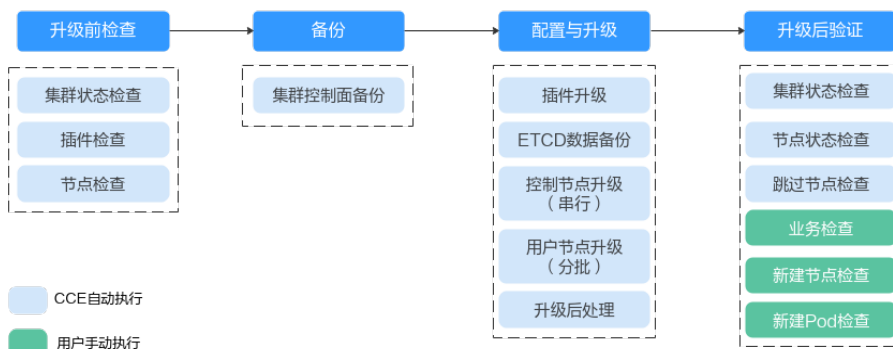 升级前检查
备份
配置与升级
升级后验证
集群状态检查
插件检查
节点检查
集群控制面备份
插件升级
ETCD数据备份
控制节点升级
（串行）
用户节点升级
（分批）
升级后处理
集群状态检查
节点状态检查
跳过节点检查
业务检查
新建节点检查
新建Pod检查
CCE自动执行
用户手动执行